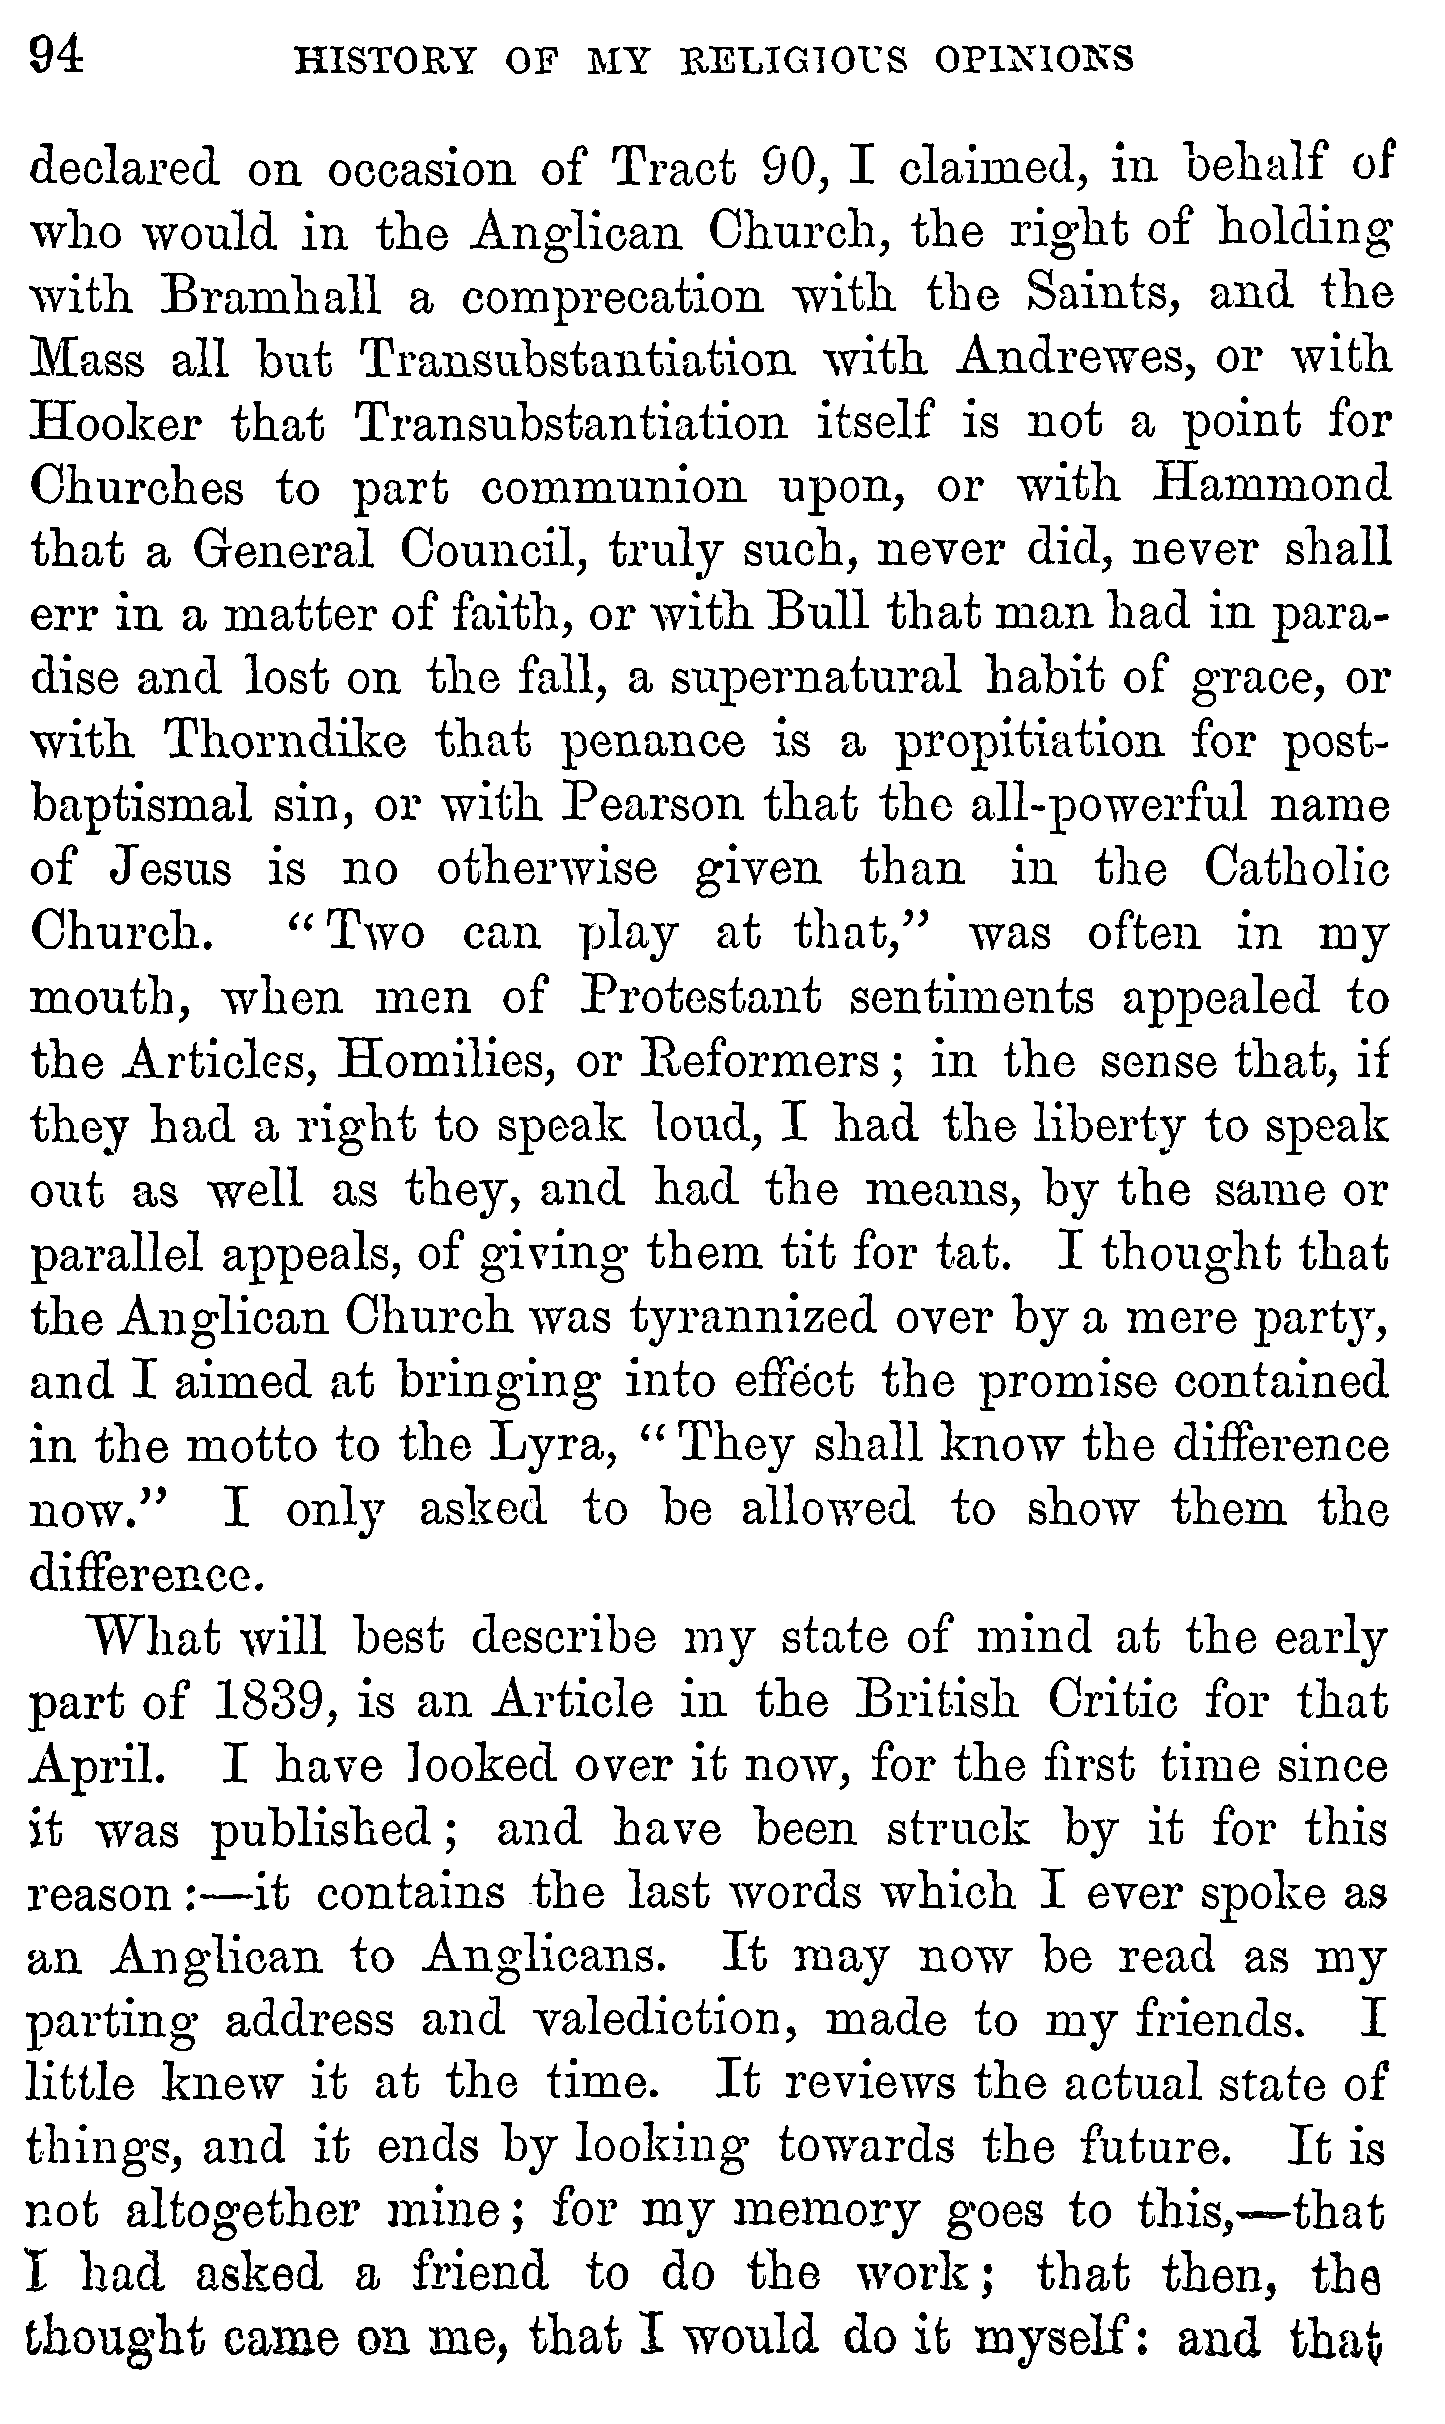 94 HISTORY OF MY RELIGIOUS OPINIONS
declared on occasion of Tract 90, I claimed, in behalf of
who would in the Anglican Church, the right of holding
with Bramhall a comprecation with the Saints, and the
Mass all but Transubstantiation with Andrewes, or with
Hooker that Transubstantiation itself is not a point for
Churches to part communion upon, or with Hammond
that a General Council, truly such, never did, never shall
err in a matter of faith, or with Bull that man had in para-
dise and lost on the fall, a supernatural habit of grace, or
with Thorndike that penance is a propitiation for post-
baptismal sin, or with Pearson that the all-powerful name
of Jesus is no otherwise given than in the Catholic
Church. "Two can play at that," was often in my
mouth, when men of Protestant sentiments appealed to
the Articles, Homilies, or Reformers; in the sense that, if
they had a right to speak loud, I had the liberty to speak
out as well as they, and had the means, by the same or
parallel appeals, of giving them tit for tat. I thought that
the Anglican Church was tyrannized over by a mere party,
and I aimed at bringing into effect the promise contained
in the motto to the Lyra, "They shall know the difference
now." I only asked to be allowed to show them the
difference.
What will best describe my state of mind at the early
part of 1839, is an Article in the British Critic for that
April. I have looked over it now, for the first time since
it was published; and have been struck by it for this
reason:—it contains the last words which I ever spoke as
an Anglican to Anglicans. It may now be read as my
parting address and valediction, made to my friends. I
little knew it at the time. It reviews the actual state of
things, and it ends by looking towards the future. It is
not altogether mine; for my memory goes to this,—that
I had asked a friend to do the work; that then, the
thought came on me, that I would do it myself: and that